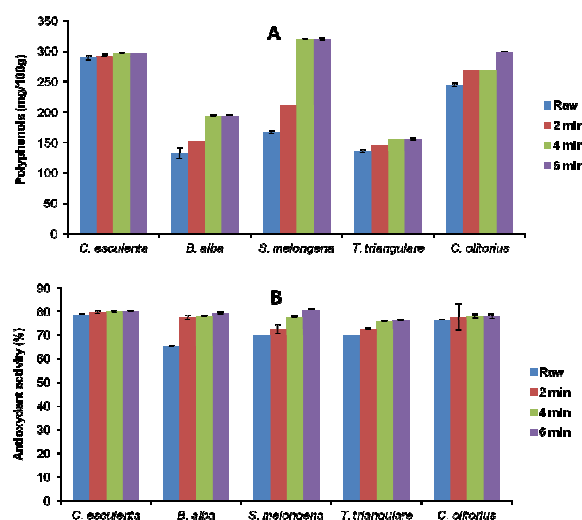 A
Polyphenols (mg/100g)
350
300
250
200
150
100
50
0
C. esculenta B. alba S. melongena T. triangulare C. olitorius
Raw
2 min
4 min
6 min
B
Antioxydant activity (%)
90
80
70
60
50
40
30
20
10
0
C. esculenta B. alba S. melongena T. triangulare C. olitorius
Raw
2 min
4 min
6 min